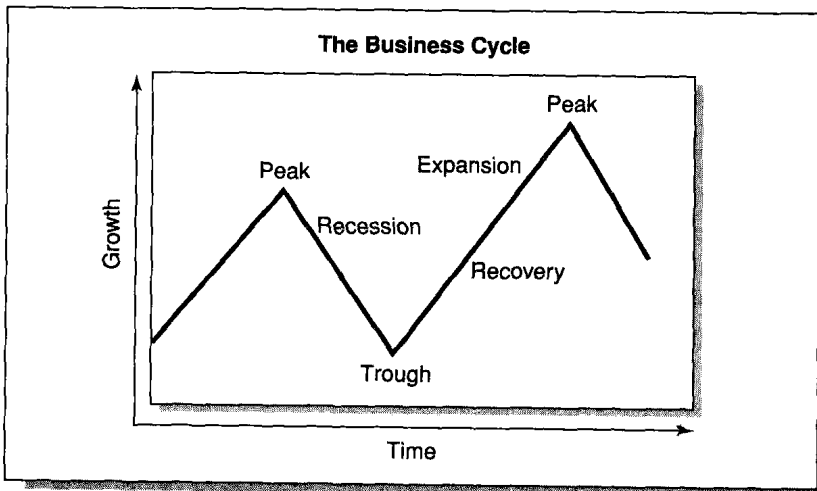 The Business Cycle
Peak
Expansion
Peak
Recession
Recovery
Trough
Growth
Time